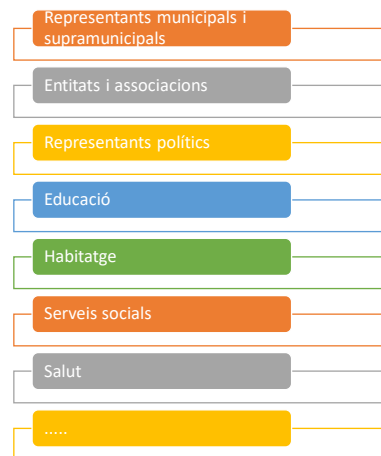 Representants municipals i
supramunicipals
Entitats i associacions
Representants polítics
Educació
Habitatge
Serveis socials
Salut
.....